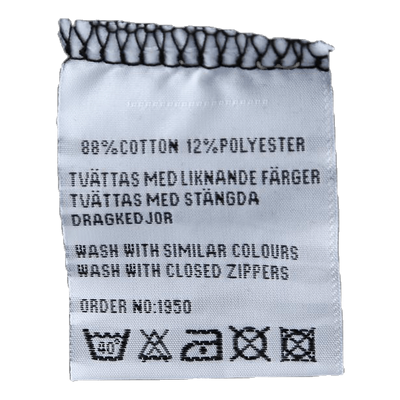 88%COTTON 12%POLYESTER
TVÄTTAS MED LIKNANDE FÄRGER
TVÄTTAS MED STÄNGDA
DRAGKEDJOR
WASH WITH SIMILAR COLOURS
WASH WITH CLOSED ZIPPERS
ORDER NO:1950
40°